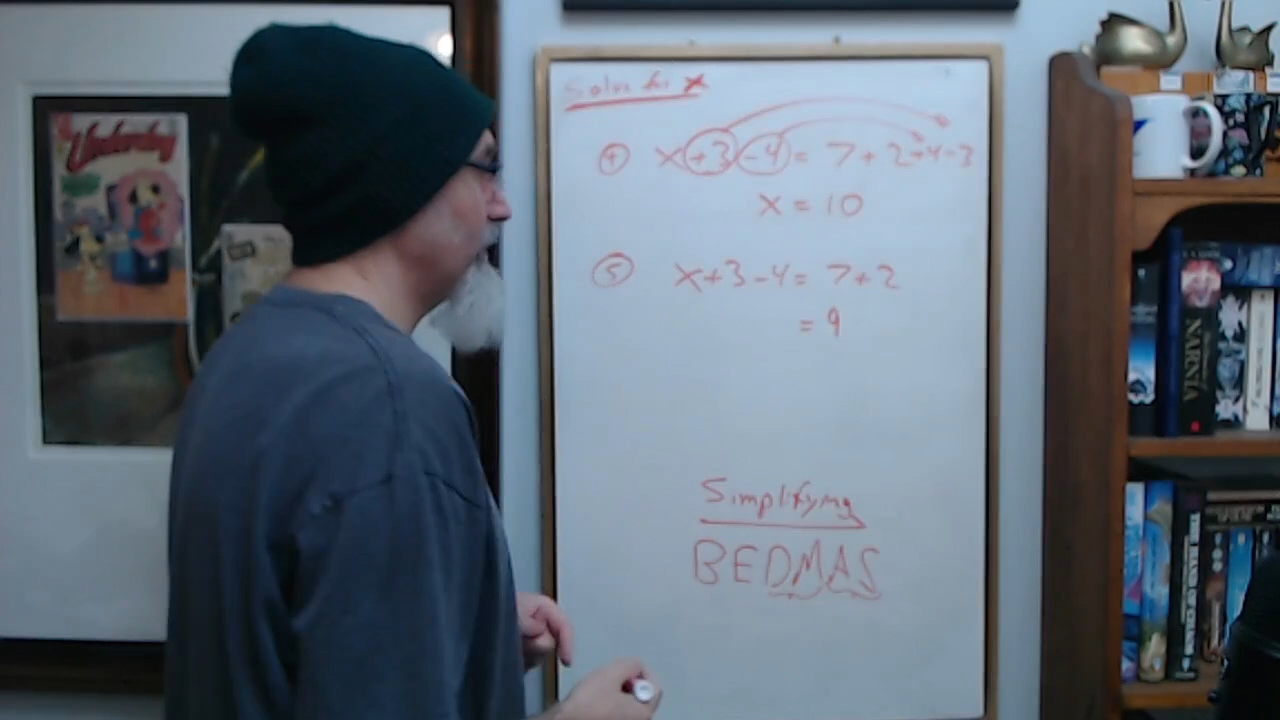 Solve for x
④ x+3-4= 7+2+4-3
x = 10
⑤ x+3-4= 7+2
= 9
Simplifying
BEDMAS
Underdog
NARNIA